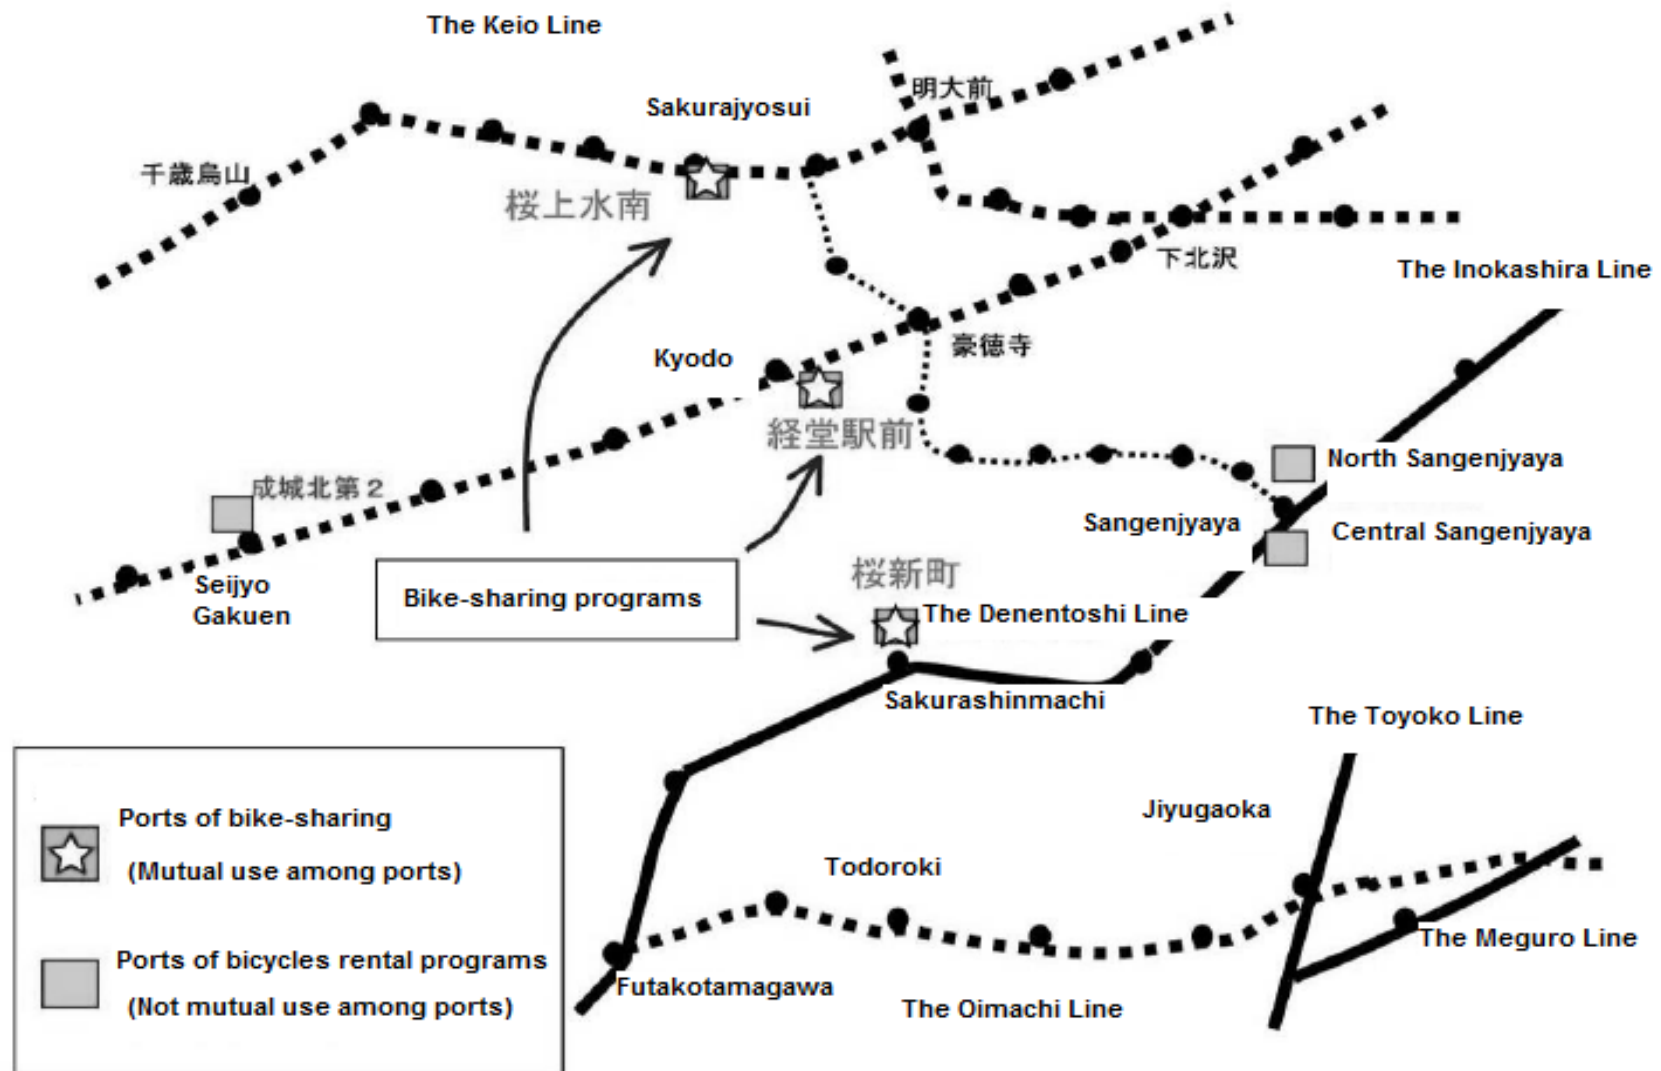 The Keio Line
明大前
Sakurajyosui
千歳烏山
桜上水南
下北沢
The Inokashira Line
豪徳寺
Kyodo
経堂駅前
North Sangenjyaya
成城北第2
Sangenjyaya
Central Sangenjyaya
桜新町
Seijyo
Gakuen
Bike-sharing programs
The Denentoshi Line
Sakurashinmachi
The Toyoko Line
Jiyugaoka
Ports of bike-sharing
(Mutual use among ports)
Todoroki
The Meguro Line
Ports of bicycles rental programs
(Not mutual use among ports)
Futakotamagawa
The Oimachi Line